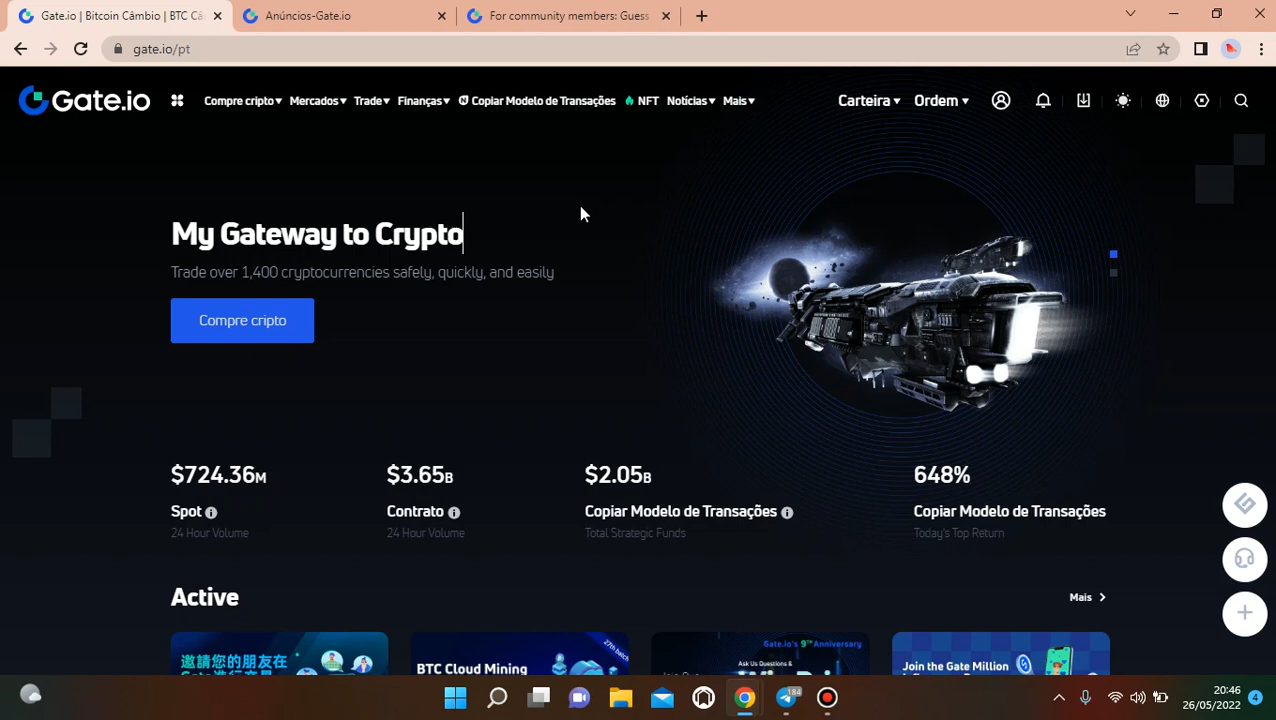 Gate.io | Bitcoin Câmbio | BTC Câ
Anúncios-Gate.io
For community members: Guess
gate.io/pt
Gate.io
Compre cripto
Mercados
Trade
Finanças
Copiar Modelo de Transações
NFT
Notícias
Mais
Carteira
Ordem
My Gateway to Crypto
Trade over 1,400 cryptocurrencies safely, quickly, and easily
Compre cripto
$724.36M
$3.65B
$2.05B
648%
Spot
Contrato
Copiar Modelo de Transações
Copiar Modelo de Transações
24 Hour Volume
24 Hour Volume
Total Strategic Funds
Today's Top Return
Active
Mais
邀請您的朋友在
BTC Cloud Mining
27th batch
Gate.io's 9TH Anniversary
Ask Us Questions &
Join the Gate Million
184
20:46
26/05/2022
4